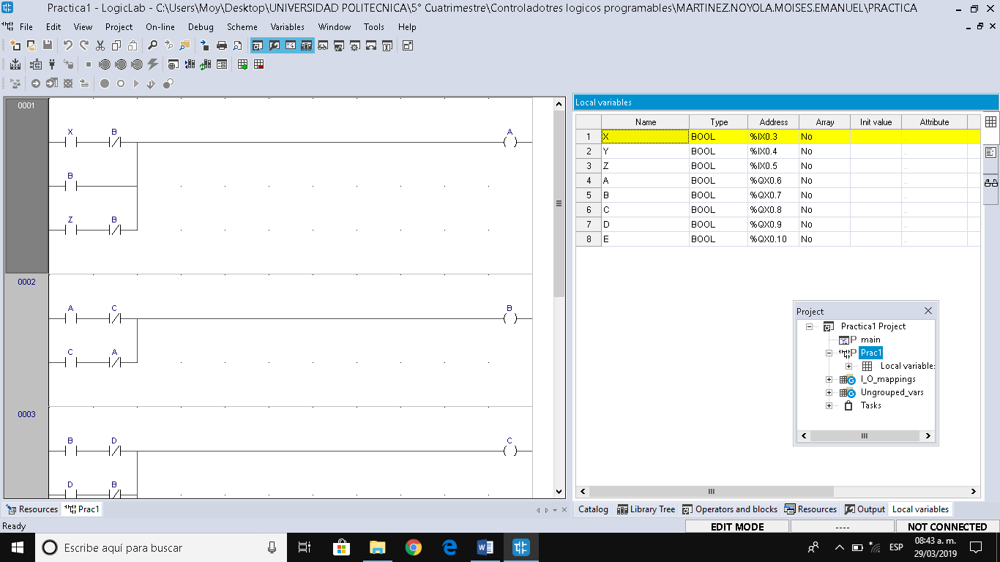 Practica1 - LogicLab - C:\Users\Moy\Desktop\UNIVERSIDAD POLITECNICA\5° Cuatrimestre\Controladotres logicos programables\MARTINEZ.NOYOLA.MOISES.EMANUEL\PRACTICA
File Edit View Project On-line Debug Scheme Variables Window Tools Help
0001
X B A
B
Z B
0002
A C B
C A
0003
B D C
D B
Resources Prac1
Local variables
Name Type Address Array Init value Attribute
1 X BOOL %IX0.3 No ..
2 Y BOOL %IX0.4 No ..
3 Z BOOL %IX0.5 No ..
4 A BOOL %QX0.6 No ..
5 B BOOL %QX0.7 No ..
6 C BOOL %QX0.8 No ..
7 D BOOL %QX0.9 No ..
8 E BOOL %QX0.10 No ..
Project
Practica1 Project
main
Prac1
Local variable:
I_O_mappings
Ungrouped_vars
Tasks
Catalog Library Tree Operators and blocks Resources Output Local variables
Ready EDIT MODE ---- NOT CONNECTED
Escribe aquí para buscar
ESP
08:43 a. m.
29/03/2019